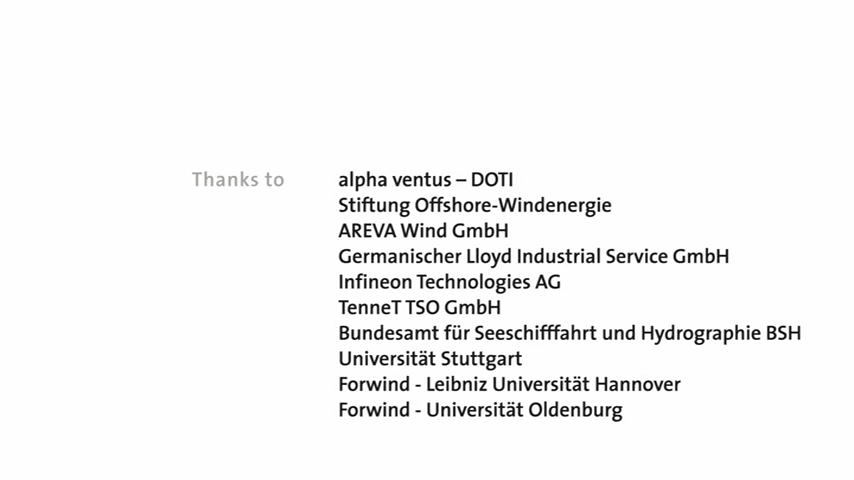 Thanks to alpha ventus – DOTI
Stiftung Offshore-Windenergie
AREVA Wind GmbH
Germanischer Lloyd Industrial Service GmbH
Infineon Technologies AG
TenneT TSO GmbH
Bundesamt für Seeschifffahrt und Hydrographie BSH
Universität Stuttgart
Forwind - Leibniz Universität Hannover
Forwind - Universität Oldenburg